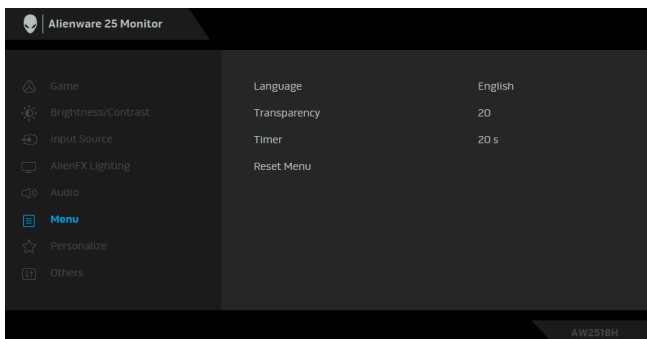 Alienware 25 Monitor
Game
Language English
Brightness/Contrast
Transparency 20
Input Source
Timer 20 s
AlienFX Lighting
Reset Menu
Audio
Menu
Personalize
Others
AW2518H